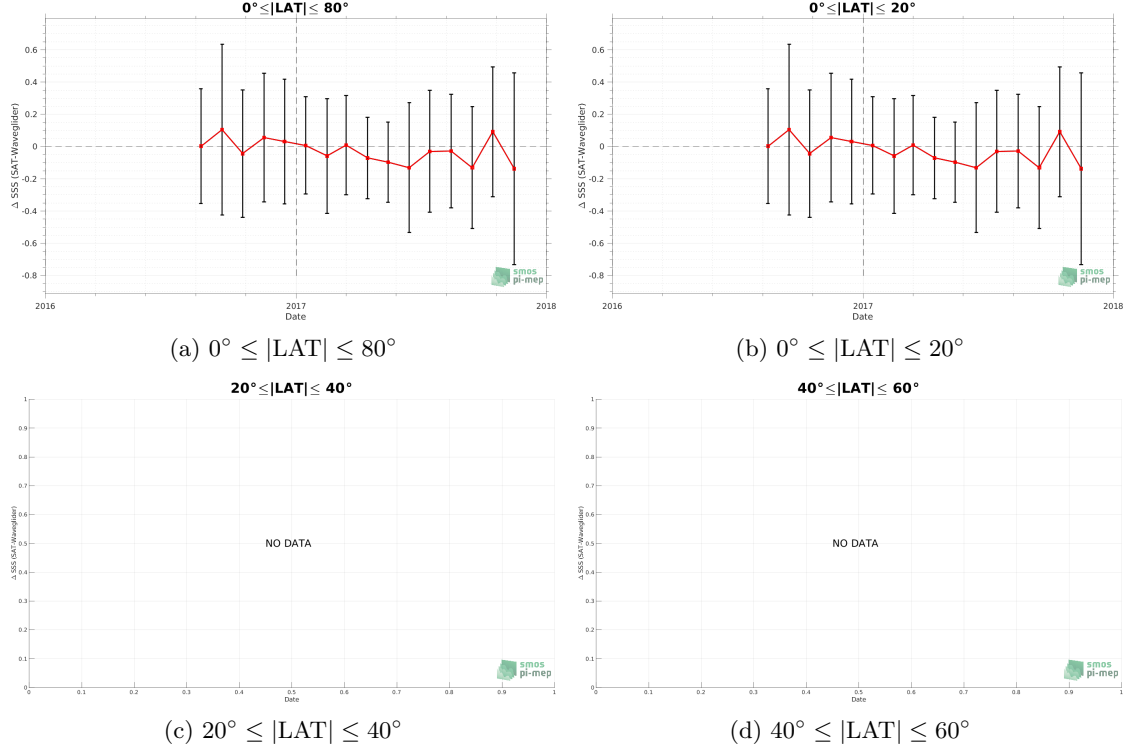 0°≤|LAT|≤ 80°
0.6
0.4
0.2
0
-0.2
-0.4
-0.6
-0.8
Δ SSS (SAT-Waveglider)
2016
2017
2018
Date
smos
pi-mep
(a) 0° ≤ |LAT| ≤ 80°
0°≤|LAT|≤ 20°
0.6
0.4
0.2
0
-0.2
-0.4
-0.6
-0.8
Δ SSS (SAT-Waveglider)
2016
2017
2018
Date
smos
pi-mep
(b) 0° ≤ |LAT| ≤ 20°
20°≤|LAT|≤ 40°
1
0.9
0.8
0.7
0.6
0.5
0.4
0.3
0.2
0.1
0
Δ SSS (SAT-Waveglider)
NO DATA
0 0.1 0.2 0.3 0.4 0.5 0.6 0.7 0.8 0.9 1
Date
smos
pi-mep
(c) 20° ≤ |LAT| ≤ 40°
40°≤|LAT|≤ 60°
1
0.9
0.8
0.7
0.6
0.5
0.4
0.3
0.2
0.1
0
Δ SSS (SAT-Waveglider)
NO DATA
0 0.1 0.2 0.3 0.4 0.5 0.6 0.7 0.8 0.9 1
Date
smos
pi-mep
(d) 40° ≤ |LAT| ≤ 60°